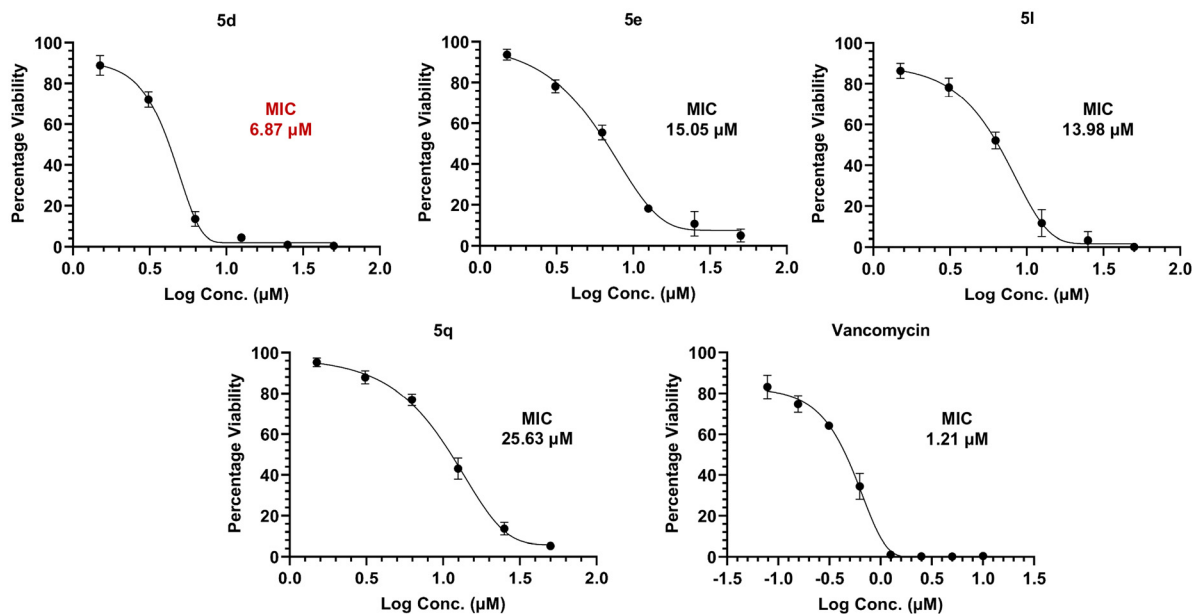 5d
100
80
60
40
20
0
Percentage Viability
MIC
6.87 µM
0.0 0.5 1.0 1.5 2.0
Log Conc. (µM)
5e
100
80
60
40
20
0
Percentage Viability
MIC
15.05 µM
0.0 0.5 1.0 1.5 2.0
Log Conc. (µM)
5l
100
80
60
40
20
0
Percentage Viability
MIC
13.98 µM
0.0 0.5 1.0 1.5 2.0
Log Conc. (µM)
5q
100
80
60
40
20
0
Percentage Viability
MIC
25.63 µM
0.0 0.5 1.0 1.5 2.0
Log Conc. (µM)
Vancomycin
100
80
60
40
20
0
Percentage Viability
MIC
1.21 µM
-1.5 -1.0 -0.5 0.0 0.5 1.0 1.5
Log Conc. (µM)